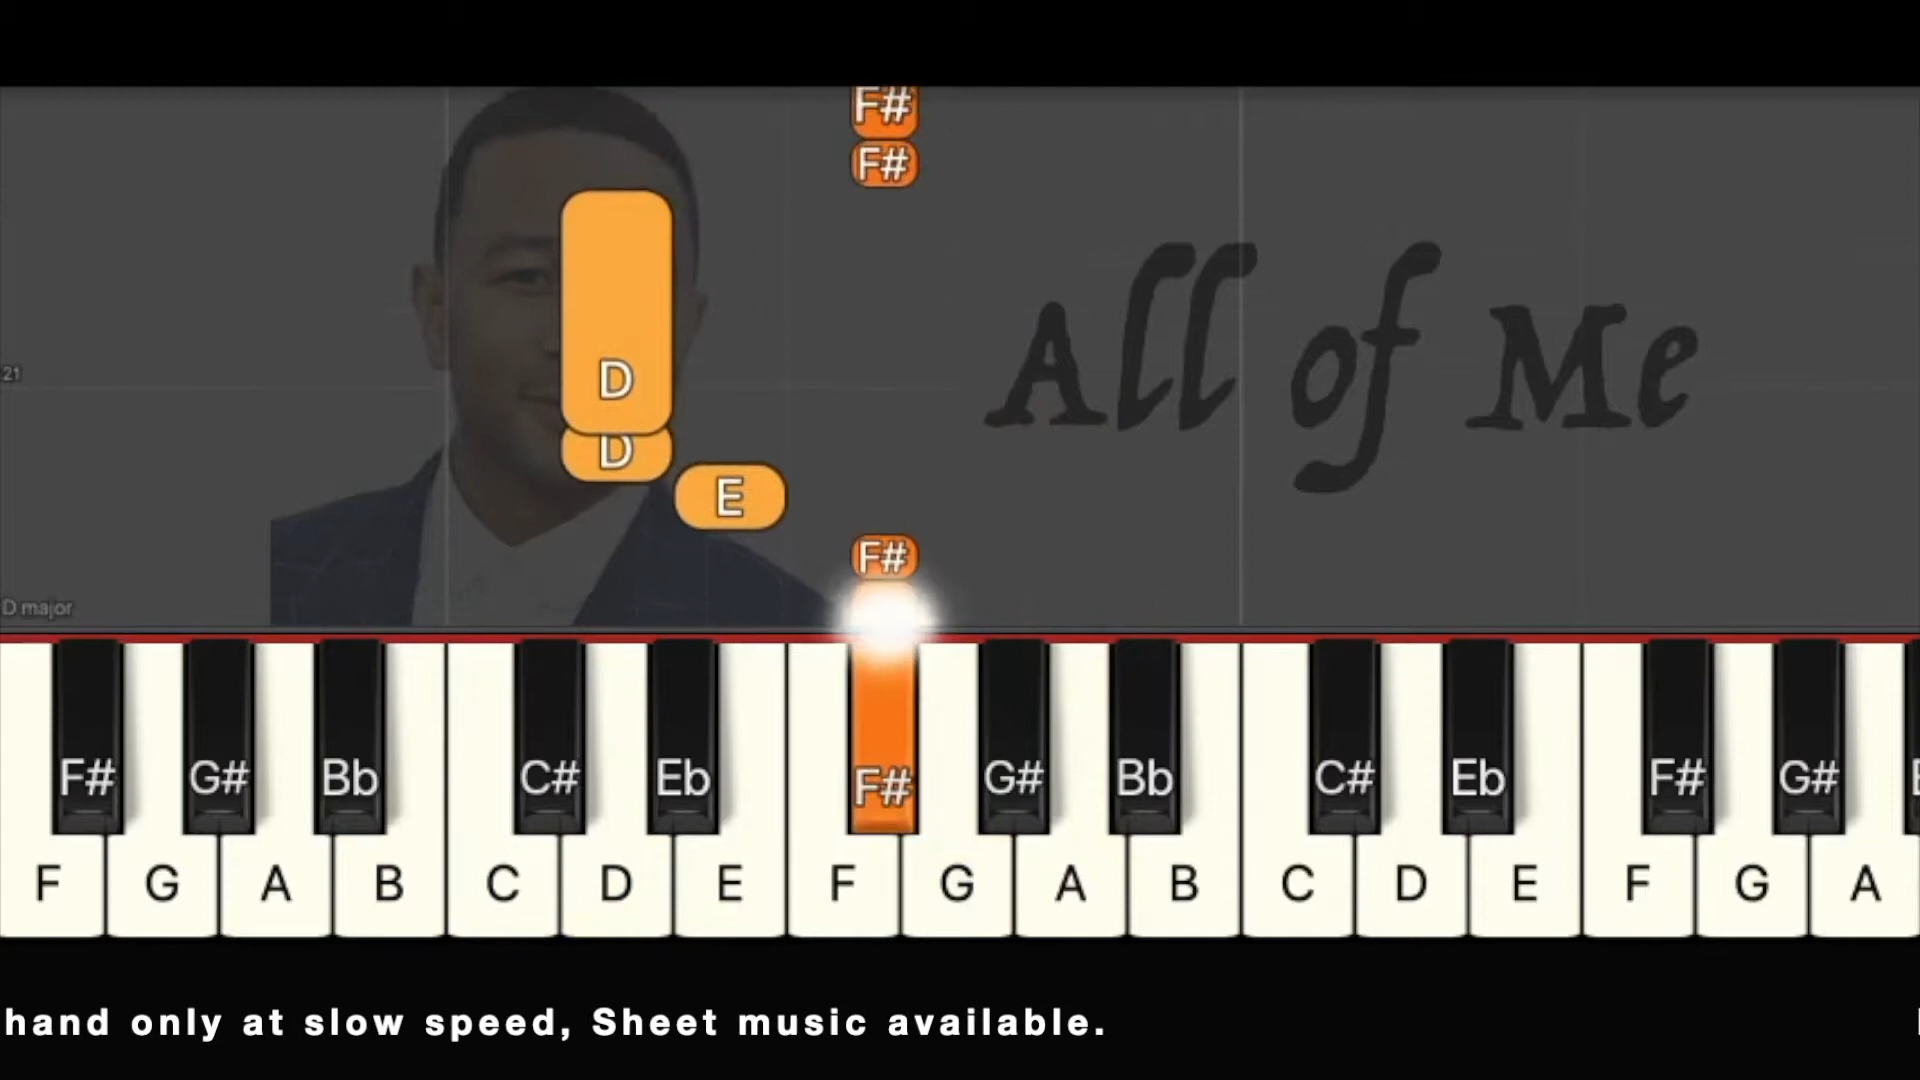 F#
F#
All of Me
21
D
D
E
F#
D major
F# G# Bb C# Eb F# G# Bb C# Eb F# G#
F G A B C D E F G A B C D E F G A
hand only at slow speed, Sheet music available.